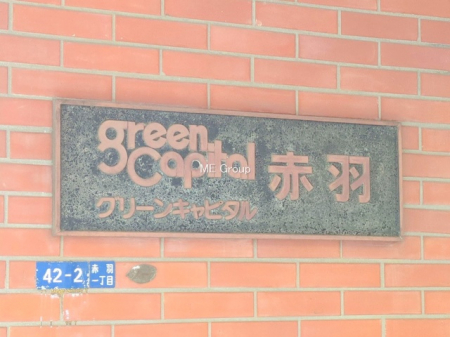 green
Capital
クリーンキャピタル
赤羽
ME Group
42-2
赤羽
一丁目